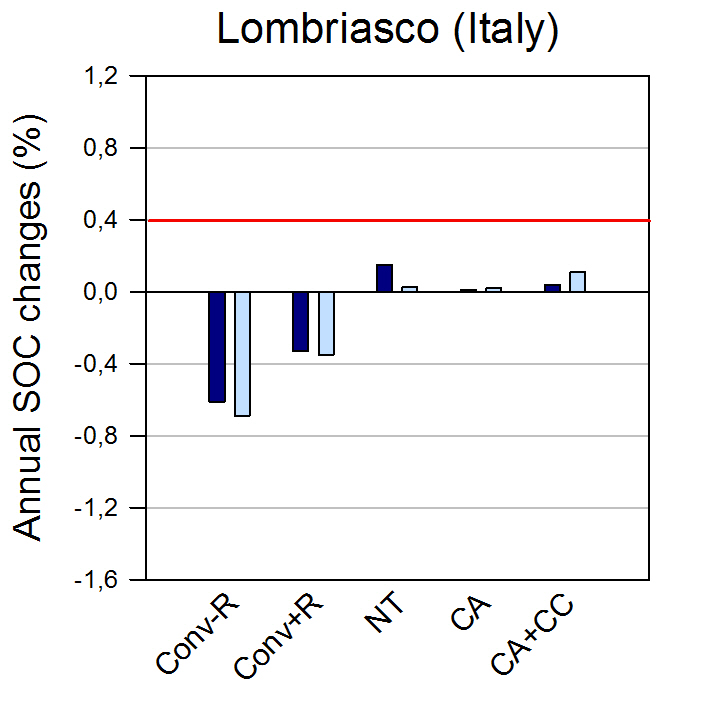 Lombriasco (Italy)
Annual SOC changes (%)
1,2
0,8
0,4
0,0
-0,4
-0,8
-1,2
-1,6
Conv-R
Conv+R
NT
CA
CA+CC